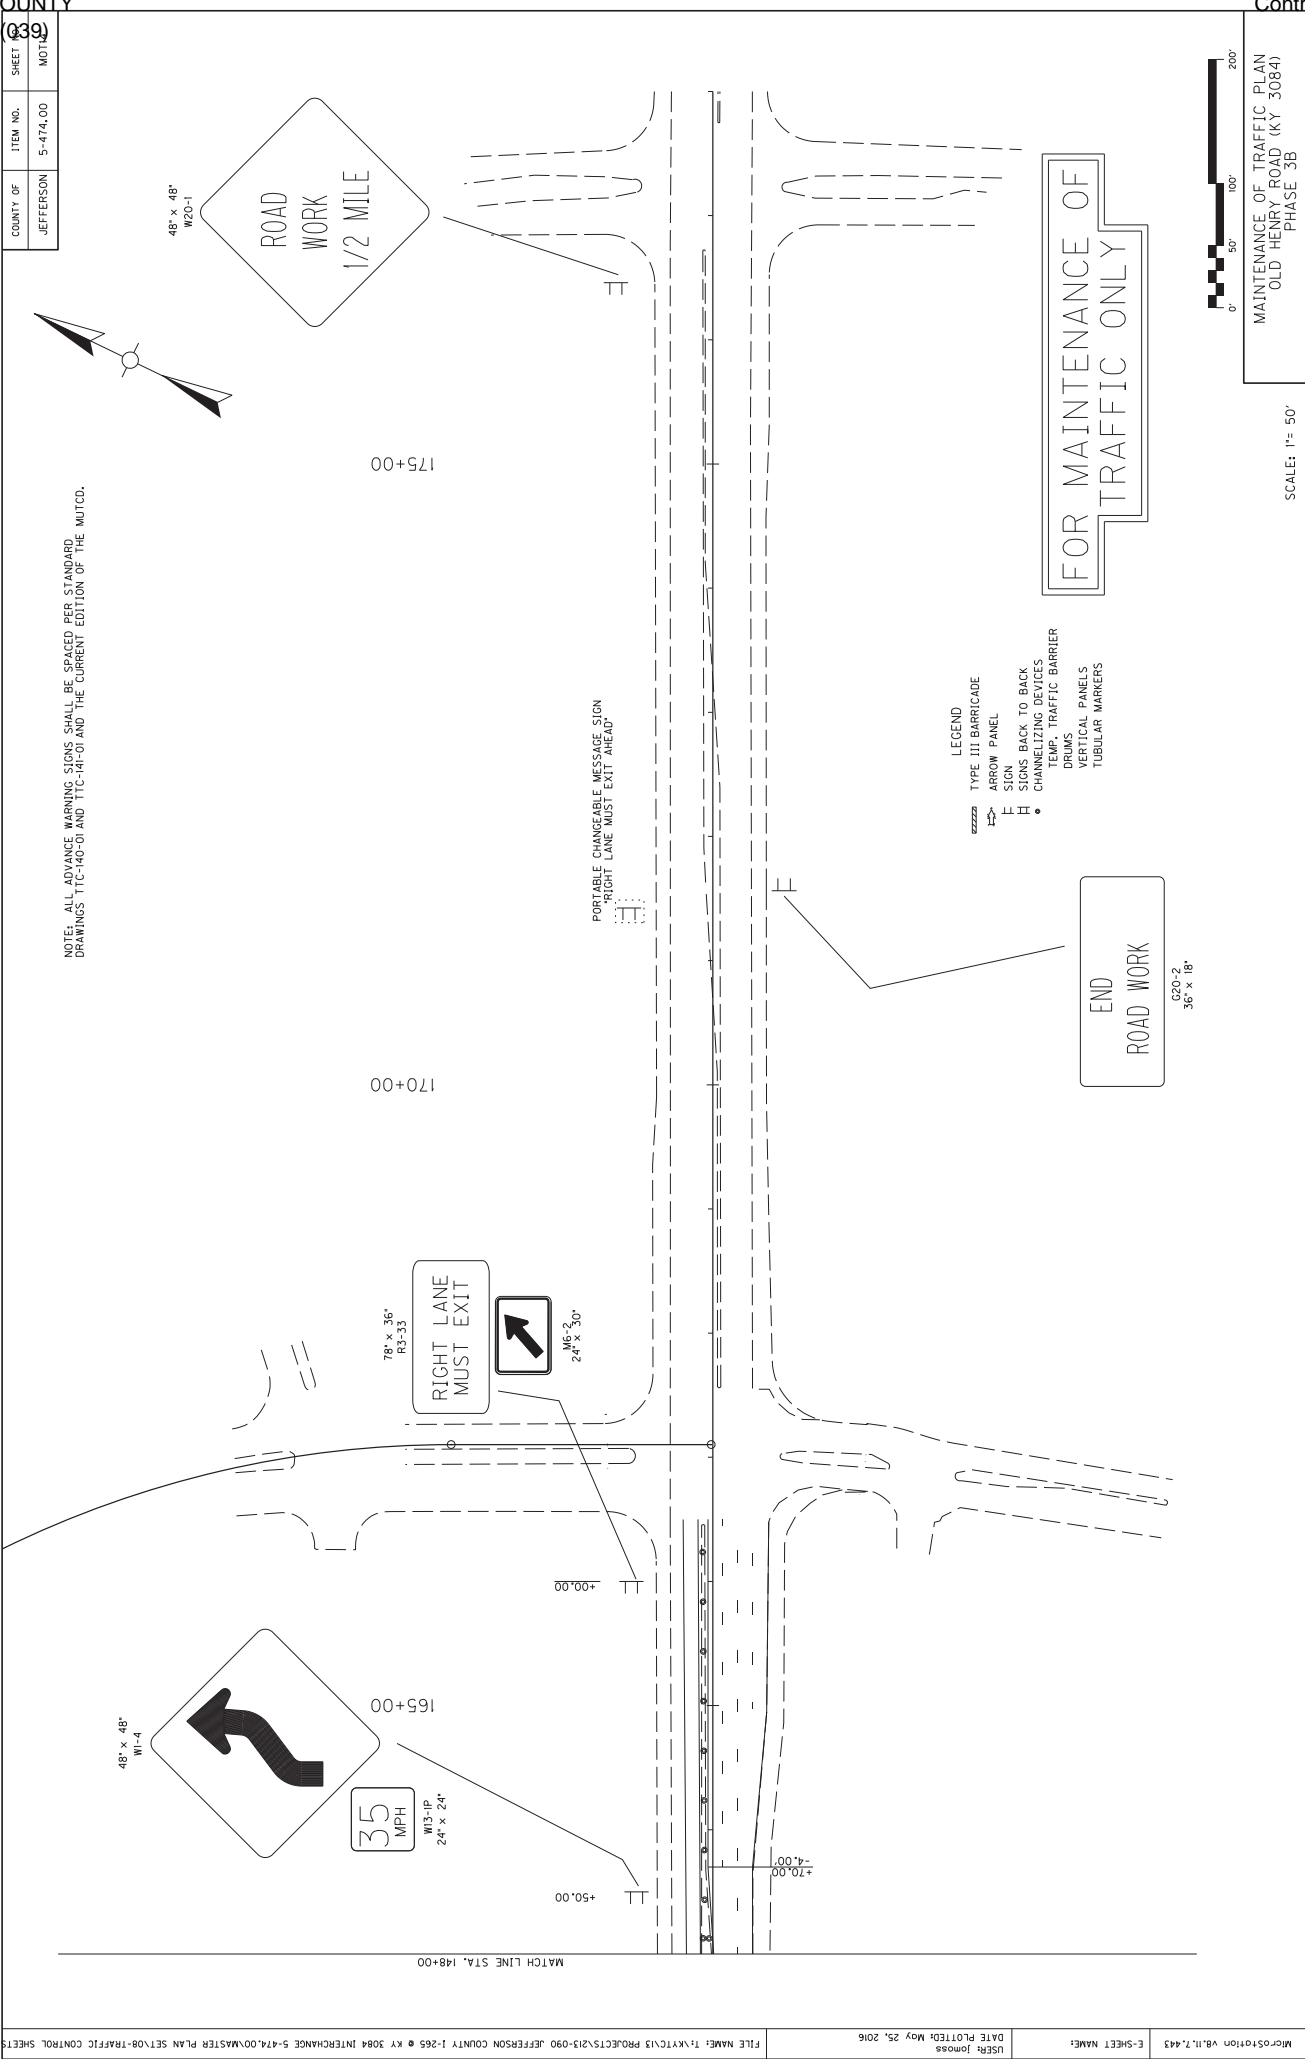 OUNTY
(039)
Contr
COUNTY OF
ITEM NO.
SHEET
JEFFERSON
5-474.00
MOT
48" x 48"
W20-1
ROAD
WORK
1/2 MILE
NOTE: ALL ADVANCE WARNING SIGNS SHALL BE SPACED PER STANDARD
DRAWINGS TTC-140-01 AND TTC-141-01 AND THE CURRENT EDITION OF THE MUTCD.
175+00
170+00
165+00
PORTABLE CHANGEABLE MESSAGE SIGN
"RIGHT LANE MUST EXIT AHEAD"
78" x 36"
R3-33
RIGHT LANE
MUST EXIT
M6-2
24" x 30"
+00.00
48" x 48"
W1-4
35
MPH
W13-1P
24" x 24"
+50.00
+70.00
-4.00'
MATCH LINE STA. 148+00
LEGEND
TYPE III BARRICADE
ARROW PANEL
SIGN
SIGNS BACK TO BACK
CHANNELIZING DEVICES
TEMP. TRAFFIC BARRIER
DRUMS
VERTICAL PANELS
TUBULAR MARKERS
END
ROAD WORK
G20-2
36" x 18"
FOR MAINTENANCE OF
TRAFFIC ONLY
0'
50'
100'
200'
SCALE: 1"= 50'
MAINTENANCE OF TRAFFIC PLAN
OLD HENRY ROAD (KY 3084)
PHASE 3B
MicroStation v8.11.7.443
E-SHEET NAME:
USER: jomoss
DATE PLOTTED: May 25, 2016
FILE NAME: T:\KYTC\13 PROJECTS\213-090 JEFFERSON COUNTY I-265 @ KY 3084 INTERCHANGE 5-474.00\MASTER PLAN SET\08-TRAFFIC CONTROL SHEETS